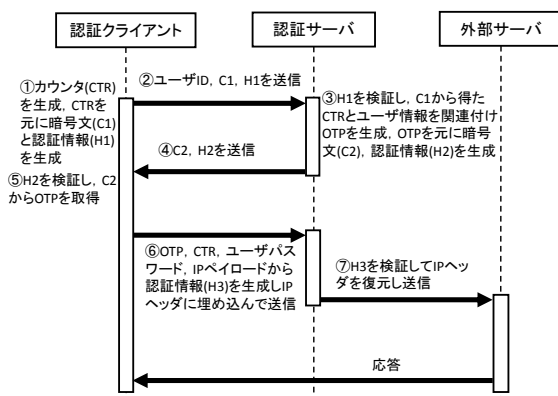 認証クライアント
認証サーバ
外部サーバ
①カウンタ(CTR)
を生成，CTRを
元に暗号文(C1)
と認証情報(H1)
を生成
②ユーザID，C1，H1を送信
③H1を検証し，C1から得た
CTRとユーザ情報を関連付け
OTPを生成，OTPを元に暗号
文(C2)，認証情報(H2)を生成
④C2，H2を送信
⑤H2を検証し，C2
からOTPを取得
⑥OTP，CTR，ユーザパス
ワード，IPペイロードから
認証情報(H3)を生成しIP
ヘッダに埋め込んで送信
⑦H3を検証してIPヘッ
ダを復元し送信
応答